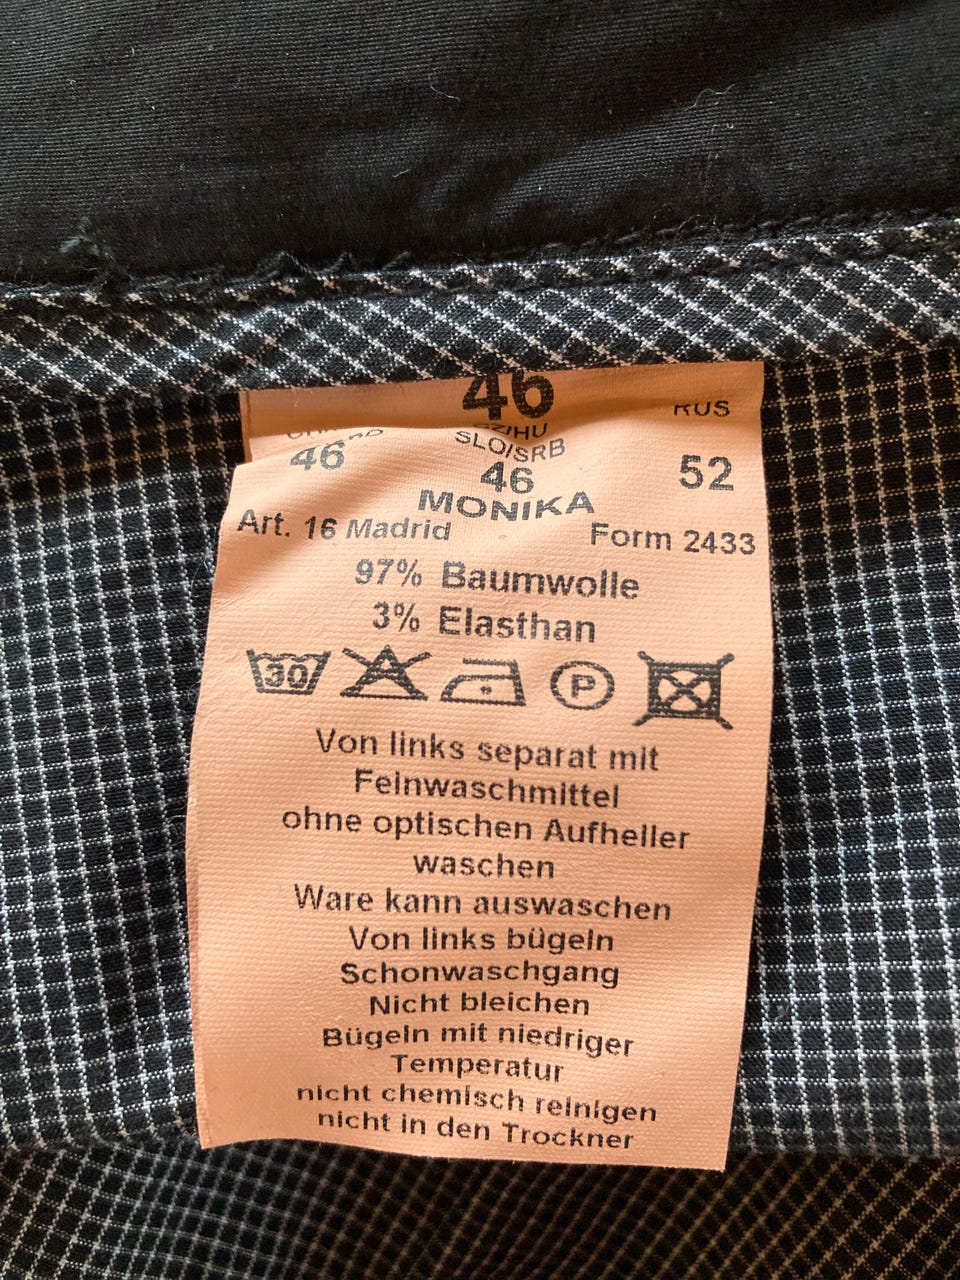 46
RUS
SLO/SRB
46 46 52
MONIKA
Art. 16 Madrid Form 2433
97% Baumwolle
3% Elasthan
30 P
Von links separat mit
Feinwaschmittel
ohne optischen Aufheller
waschen
Ware kann auswaschen
Von links bügeln
Schonwaschgang
Nicht bleichen
Bügeln mit niedriger
Temperatur
nicht chemisch reinigen
nicht in den Trockner